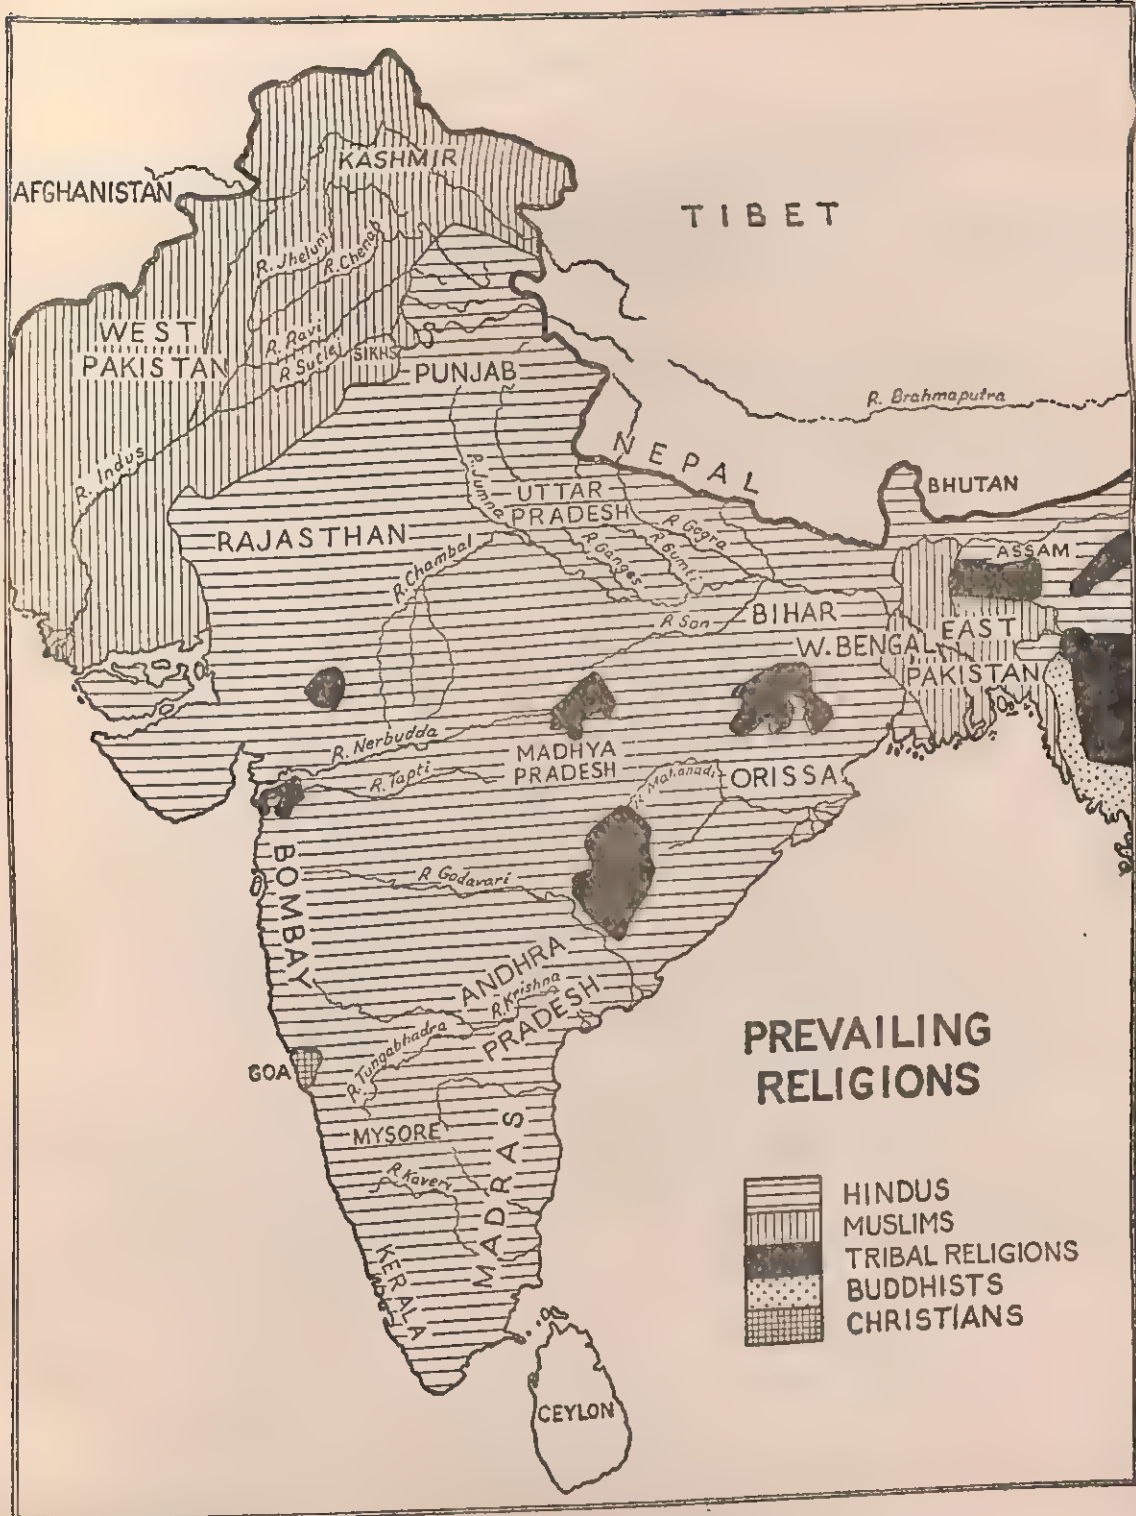 KASHMIR
AFGHANISTAN
TIBET
R. Jhelum
R. Chenab
WEST
PAKISTAN
R. Ravi
R. Sutlej
SIKHS
PUNJAB
R. Brahmaputra
NEPAL
R. Indus
R. Jumna
BHUTAN
UTTAR
PRADESH
RAJASTHAN
R. Gogra
R. Gumti
R. Ganges
R. Chambal
ASSAM
R. Son
BIHAR
EAST
W. BENGAL
PAKISTAN
R. Nerbudda
MADHYA
PRADESH
R. Tapti
R. Mahanadi
ORISSA
BOMBAY
R. Godavari
ANDHRA
PRADESH
R. Krishna
R. Tungabhadra
GOA
MYSORE
MADRAS
R. Kaveri
KERALA
CEYLON
PREVAILING
RELIGIONS
HINDUS
MUSLIMS
TRIBAL RELIGIONS
BUDDHISTS
CHRISTIANS